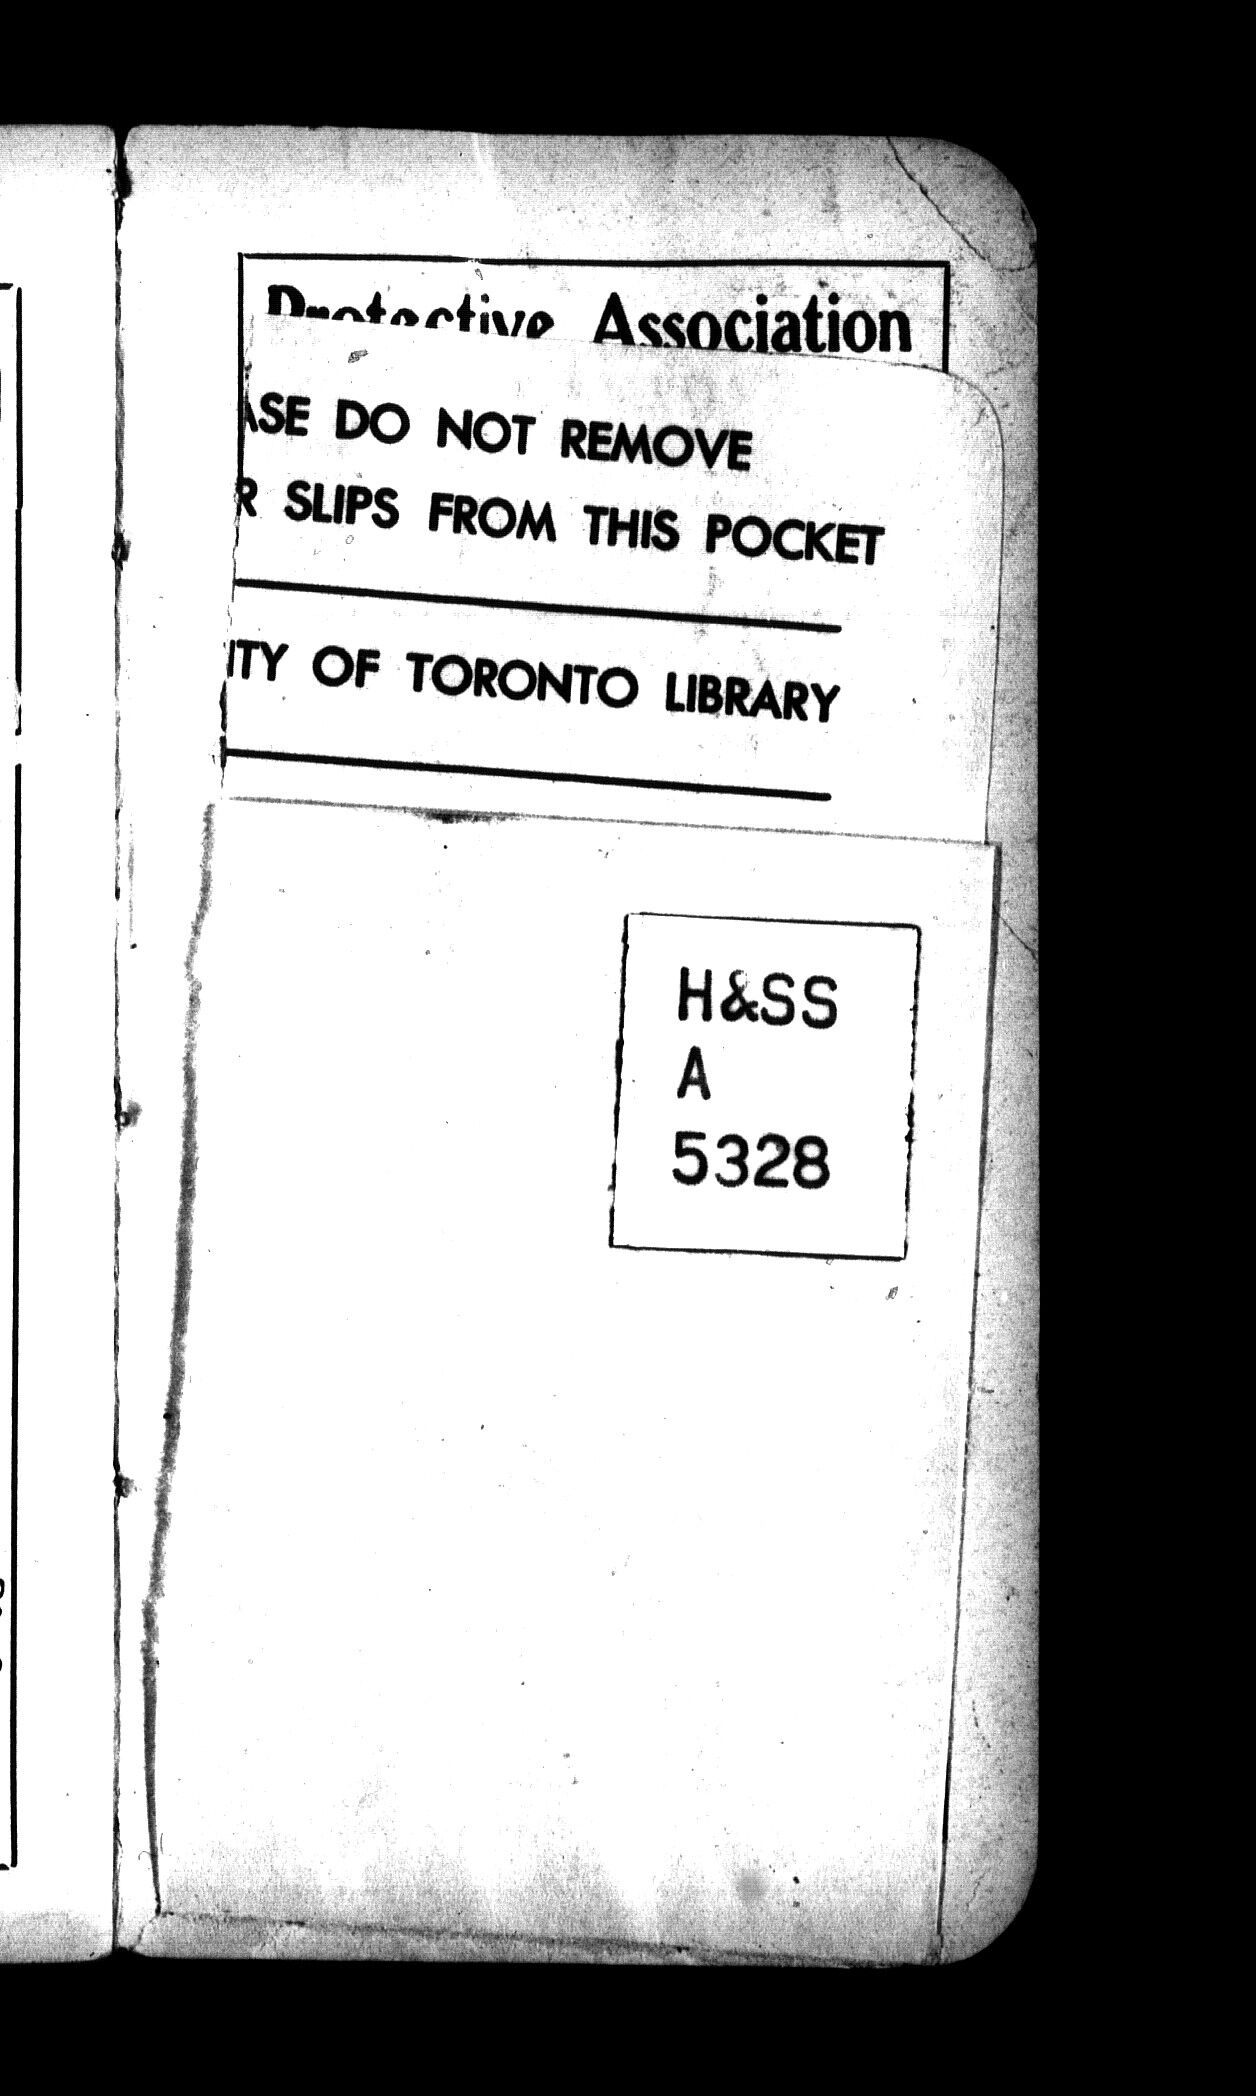 Protective Association
ASE DO NOT REMOVE
R SLIPS FROM THIS POCKET
ITY OF TORONTO LIBRARY
H&SS
A
5328